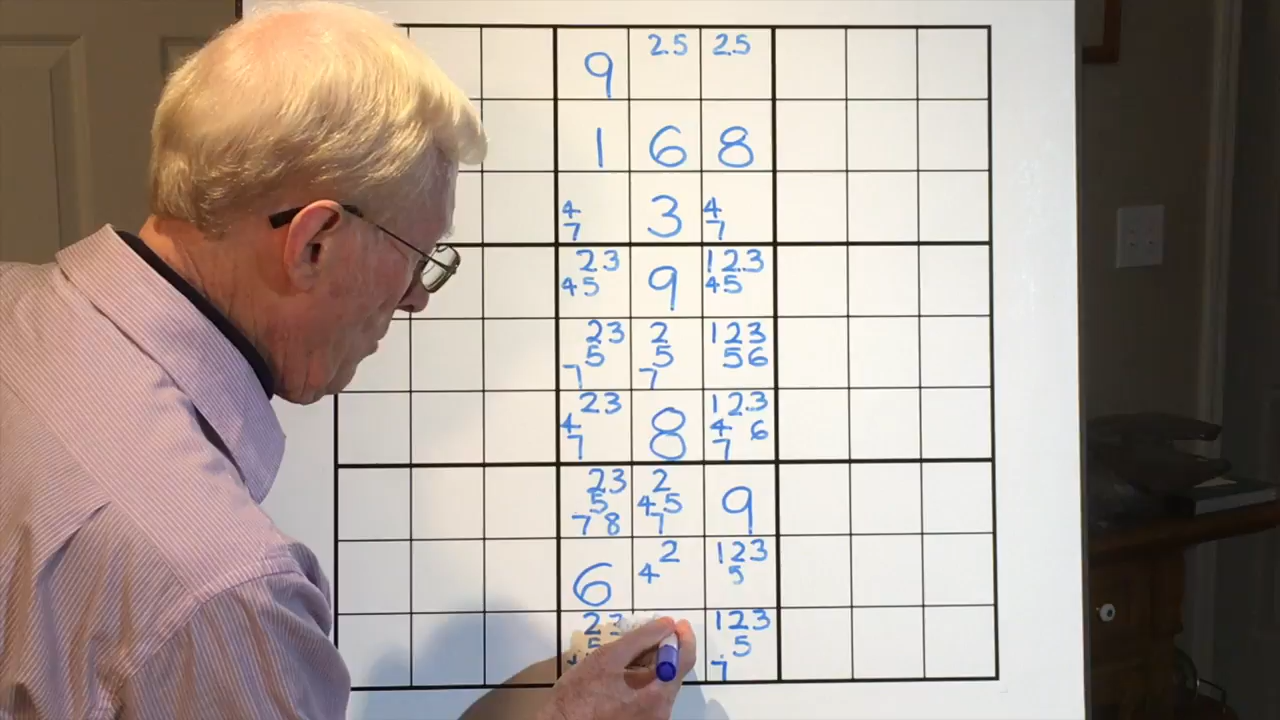 9 2.5 2.5
1 6 8
4 7 3 4 7
2 3 4 5 9 1 2.3 4 5
2 3 5 7 2 5 7 1 2 3 5 6
2 3 4 7 8 1 2.3 4 6 7
2 3 5 7 8 2 4 5 7 9
6 2 4 1 2 3 5
2 3 5 1 2 3 5 7